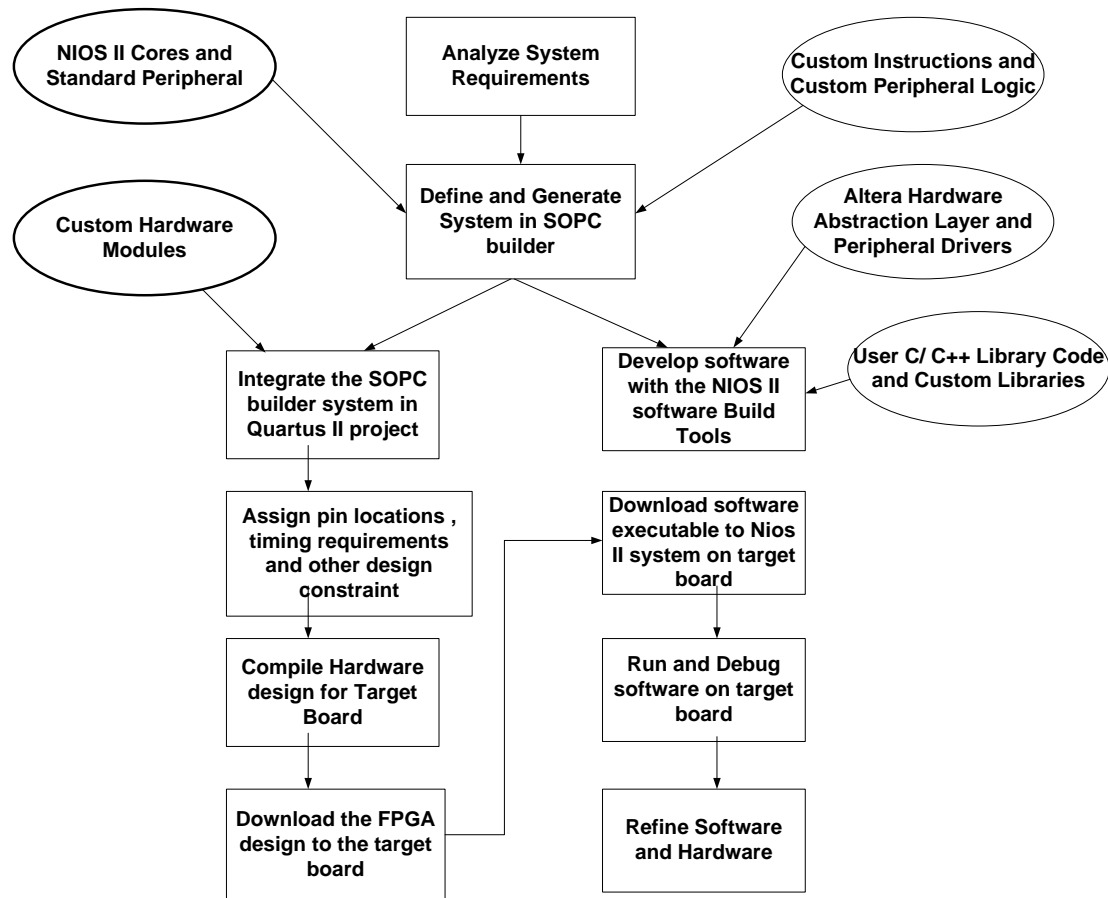 NIOS II Cores and
Standard Peripheral
Analyze System
Requirements
Custom Instructions and
Custom Peripheral Logic
Define and Generate
System in SOPC
builder
Custom Hardware
Modules
Altera Hardware
Abstraction Layer and
Peripheral Drivers
Integrate the SOPC
builder system in
Quartus II project
Develop software
with the NIOS II
software Build
Tools
User C/ C++ Library Code
and Custom Libraries
Assign pin locations ,
timing requirements
and other design
constraint
Download software
executable to Nios
II system on target
board
Compile Hardware
design for Target
Board
Run and Debug
software on target
board
Download the FPGA
design to the target
board
Refine Software
and Hardware